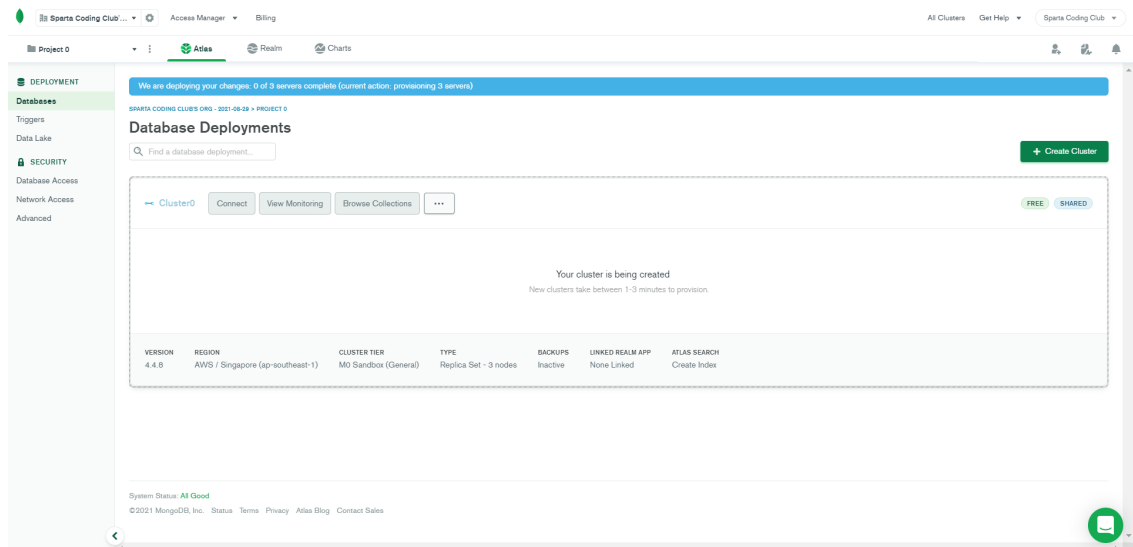 Sparta Coding Club'... Access Manager Billing All Clusters Get Help Sparta Coding Club
Project 0 Atlas Realm Charts
DEPLOYMENT
Databases
Triggers
Data Lake
SECURITY
Database Access
Network Access
Advanced
We are deploying your changes: 0 of 3 servers complete (current action: provisioning 3 servers)
SPARTA CODING CLUB'S ORG - 2021-08-29 > PROJECT 0
Database Deployments
Find a database deployment...
+ Create Cluster
Cluster0 Connect View Monitoring Browse Collections ... FREE SHARED
Your cluster is being created
New clusters take between 1-3 minutes to provision.
VERSION REGION CLUSTER TIER TYPE BACKUPS LINKED REALM APP ATLAS SEARCH
4.4.8 AWS / Singapore (ap-southeast-1) M0 Sandbox (General) Replica Set - 3 nodes Inactive None Linked Create Index
System Status: All Good
©2021 MongoDB, Inc. Status Terms Privacy Atlas Blog Contact Sales